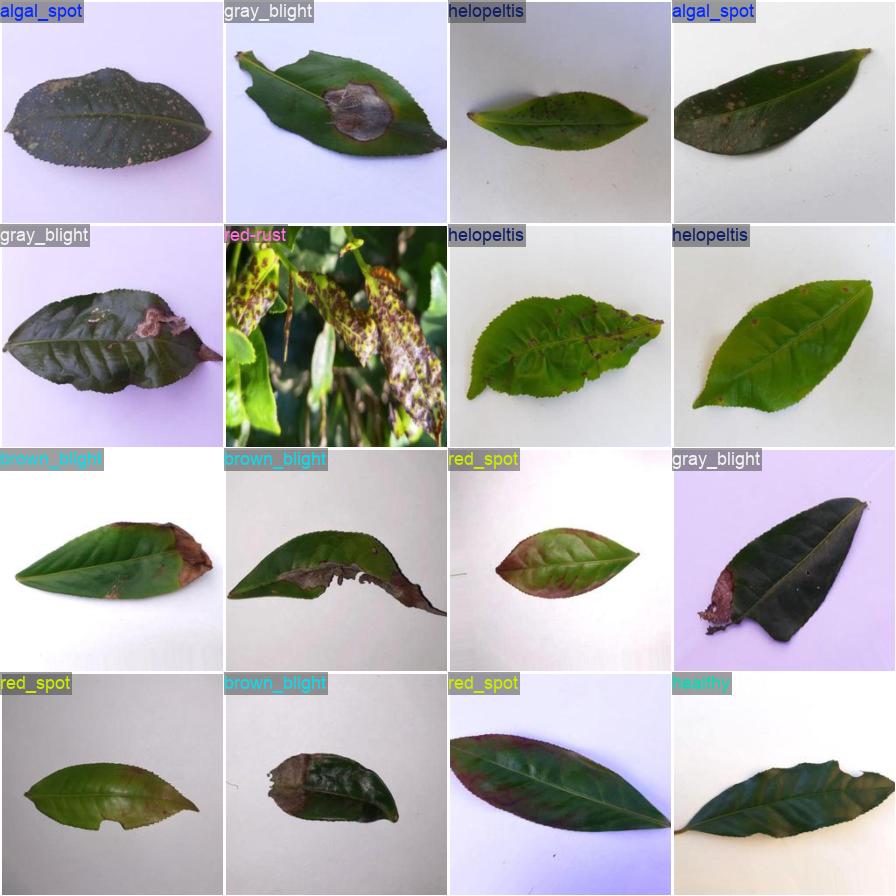 algal_spot
gray_blight
helopeltis
algal_spot
gray_blight
red-rust
helopeltis
helopeltis
brown_blight
brown_blight
red_spot
gray_blight
red_spot
brown_blight
red_spot
healthy